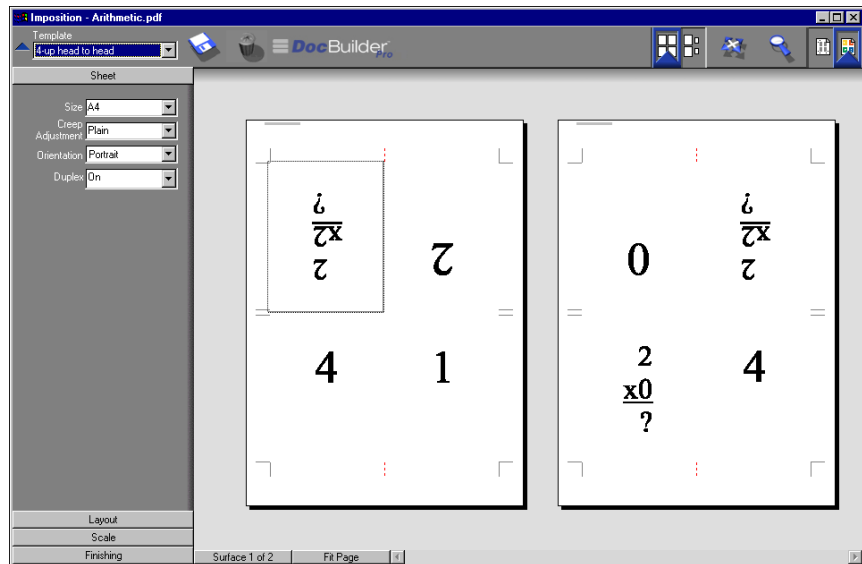 Imposition - Arithmetic.pdf
Template
4-up head to head
DocBuilder Pro
Sheet
Size A4
Creep Adjustment Plain
Orientation Portrait
Duplex On
2
x2
?
2
4
1
0
2
x2
?
2
x0
?
4
Layout
Scale
Finishing
Surface 1 of 2
Fit Page